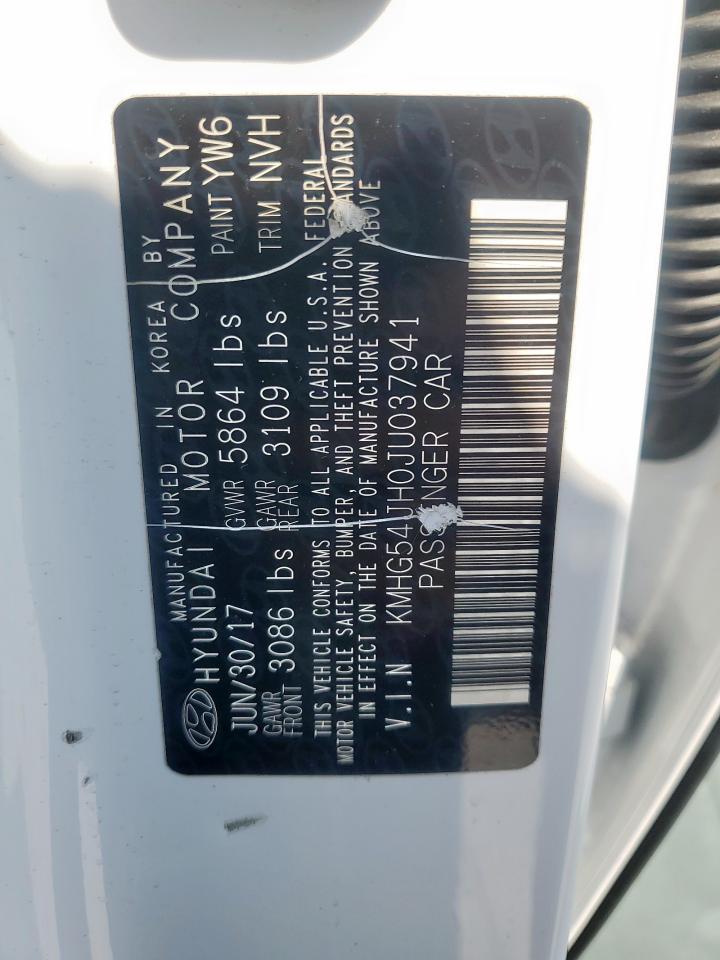 MANUFACTURED IN KOREA BY
HYUNDAI MOTOR COMPANY
JUN/30/17 GVWR 5864 lbs PAINT YW6
GAWR FRONT 3086 lbs GAWR REAR 3109 lbs TRIM NVH
THIS VEHICLE CONFORMS TO ALL APPLICABLE U.S.A. FEDERAL
MOTOR VEHICLE SAFETY, BUMPER, AND THEFT PREVENTION STANDARDS
IN EFFECT ON THE DATE OF MANUFACTURE SHOWN ABOVE
V.I.N KMHG54JH0JU037941
PASSENGER CAR